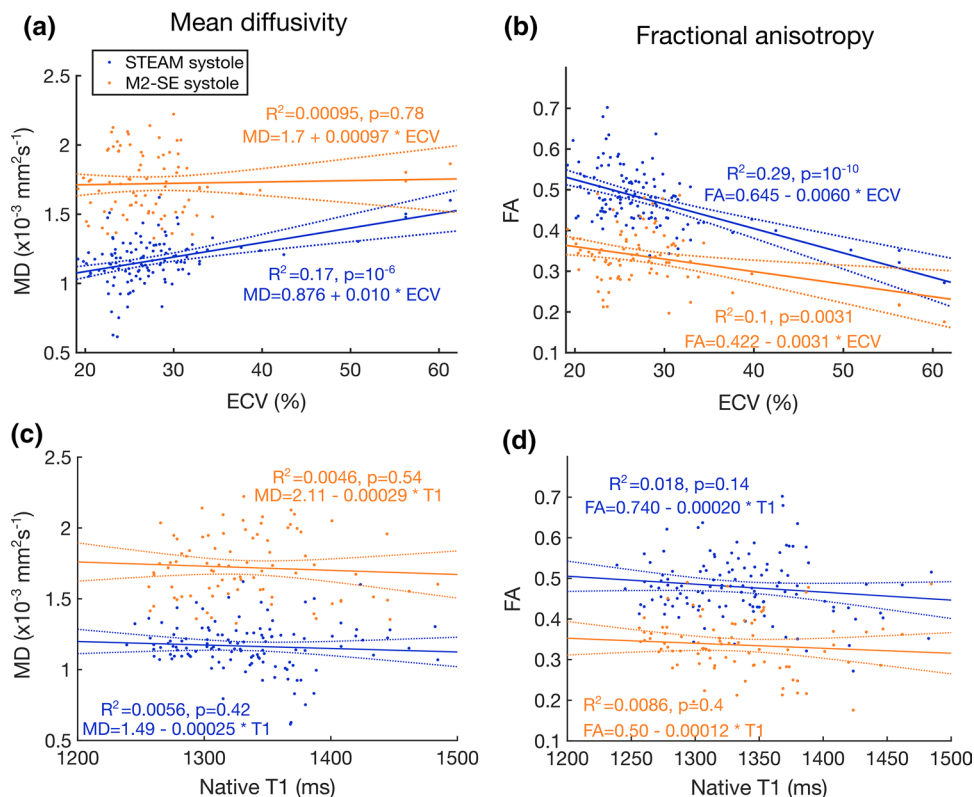 (a)
Mean diffusivity
STEAM systole
M2-SE systole
R²=0.00095, p=0.78
MD=1.7 + 0.00097 * ECV
R²=0.17, p=10⁻⁶
MD=0.876 + 0.010 * ECV
MD (x10⁻³ mm²s⁻¹)
2.5
2
1.5
1
0.5
20 30 40 50 60
ECV (%)
(b)
Fractional anisotropy
R²=0.29, p=10⁻¹⁰
FA=0.645 - 0.0060 * ECV
R²=0.1, p=0.0031
FA=0.422 - 0.0031 * ECV
FA
0.7
0.6
0.5
0.4
0.3
0.2
0.1
20 30 40 50 60
ECV (%)
(c)
R²=0.0046, p=0.54
MD=2.11 - 0.00029 * T1
R²=0.0056, p=0.42
MD=1.49 - 0.00025 * T1
MD (x10⁻³ mm²s⁻¹)
2.5
2
1.5
1
0.5
1200 1300 1400 1500
Native T1 (ms)
(d)
R²=0.018, p=0.14
FA=0.740 - 0.00020 * T1
R²=0.0086, p=0.4
FA=0.50 - 0.00012 * T1
FA
0.7
0.6
0.5
0.4
0.3
0.2
0.1
1200 1250 1300 1350 1400 1450 1500
Native T1 (ms)